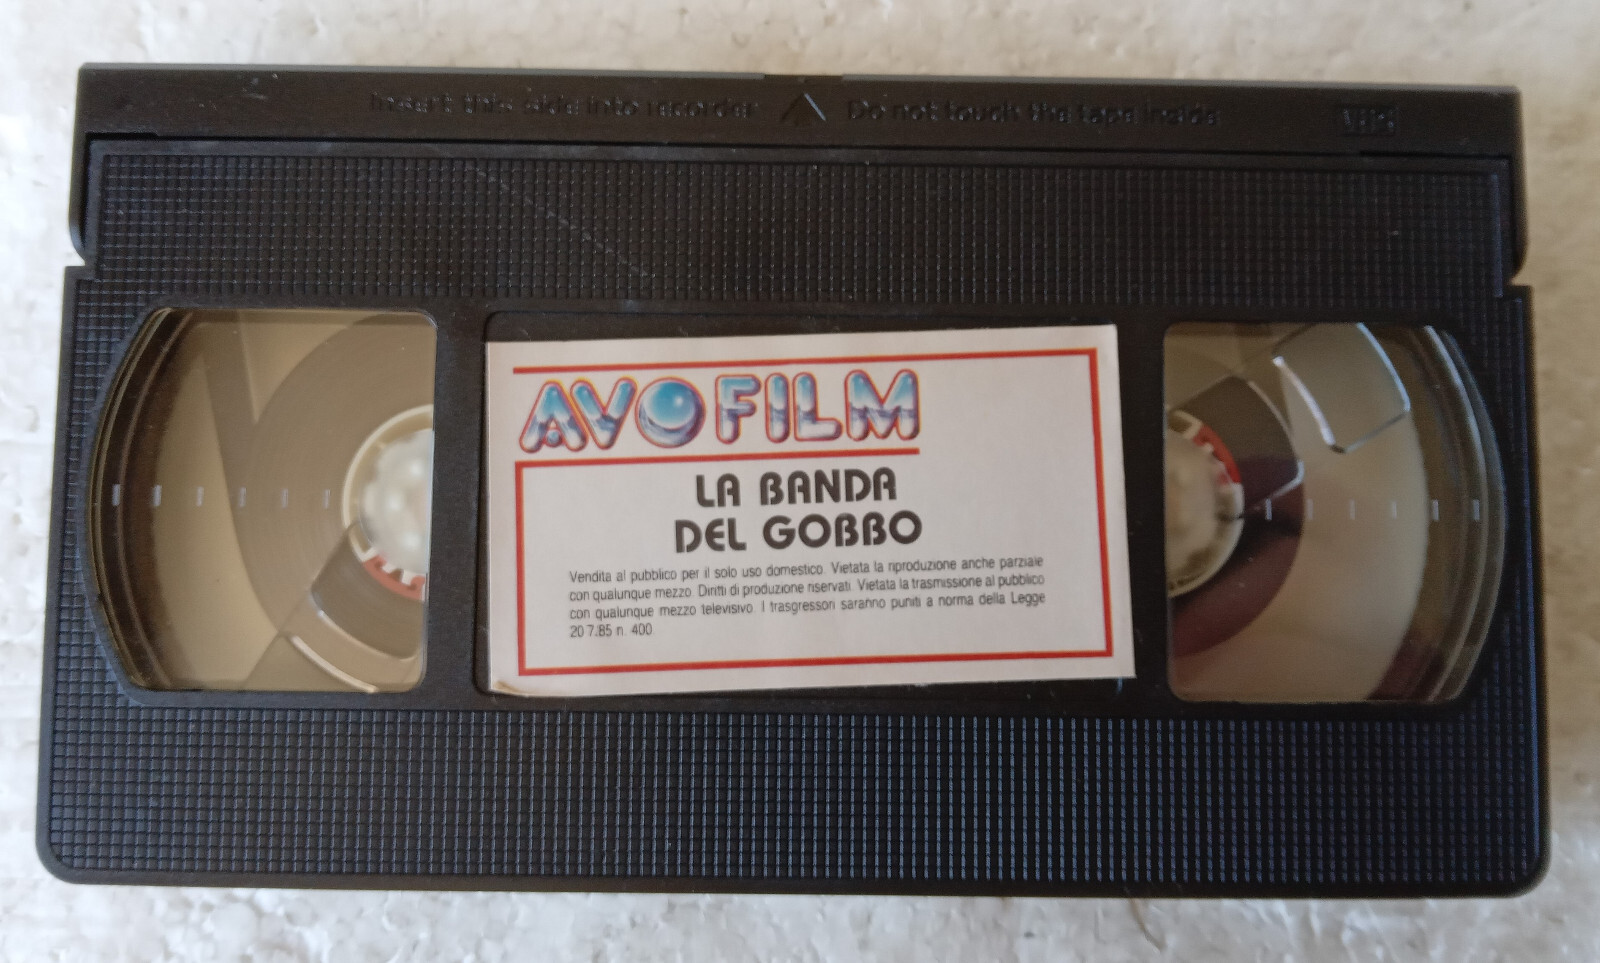 Insert this side into recorder Do not touch the tape inside VHS
AVOFILM
LA BANDA
DEL GOBBO
Vendita al pubblico per il solo uso domestico. Vietata la riproduzione anche parziale
con qualunque mezzo. Diritti di produzione riservati. Vietata la trasmissione al pubblico
con qualunque mezzo televisivo. I trasgressori saranno puniti a norma della Legge
20.7.85 n. 400.